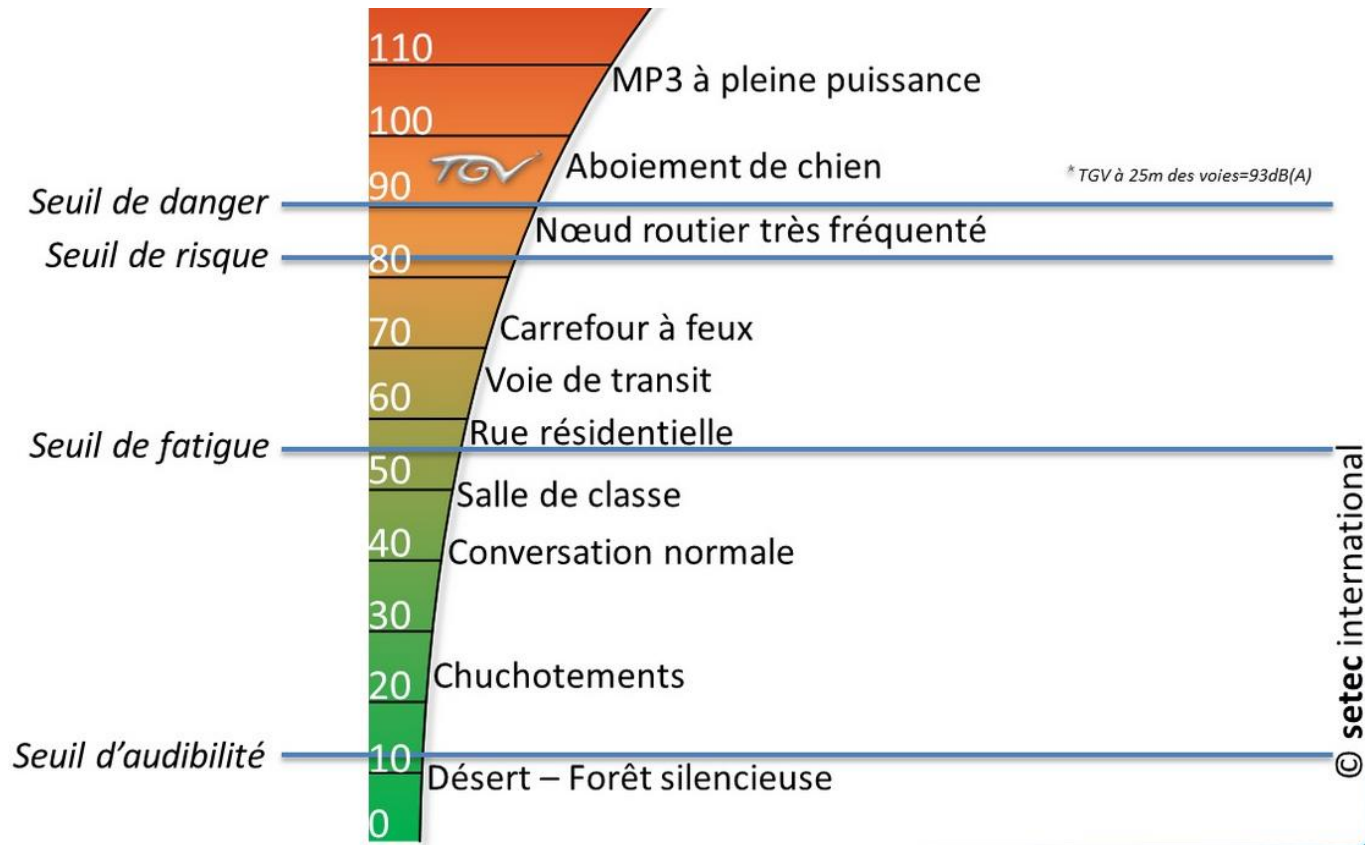 110
MP3 à pleine puissance
100
TGV
Aboiement de chien
* TGV à 25m des voies=93dB(A)
90
Seuil de danger
Nœud routier très fréquenté
Seuil de risque
80
70
Carrefour à feux
Voie de transit
60
Rue résidentielle
Seuil de fatigue
50
Salle de classe
40
Conversation normale
30
Chuchotements
20
Seuil d’audibilité
10
Désert – Forêt silencieuse
0
© setec international